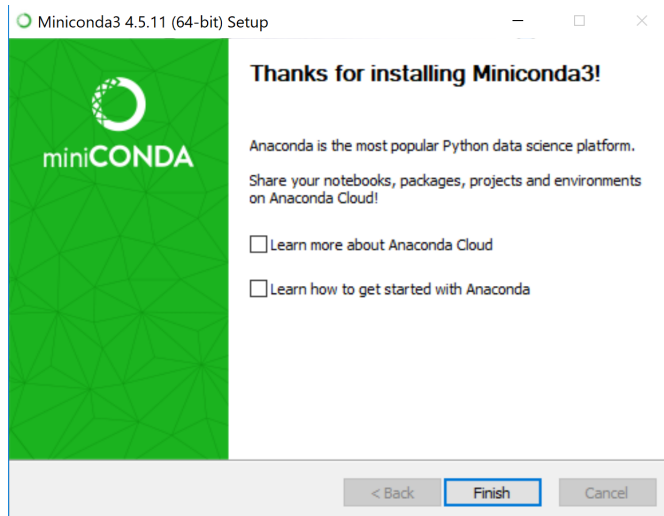 Miniconda3 4.5.11 (64-bit) Setup
miniCONDA
Thanks for installing Miniconda3!
Anaconda is the most popular Python data science platform.
Share your notebooks, packages, projects and environments
on Anaconda Cloud!
Learn more about Anaconda Cloud
Learn how to get started with Anaconda
< Back Finish Cancel